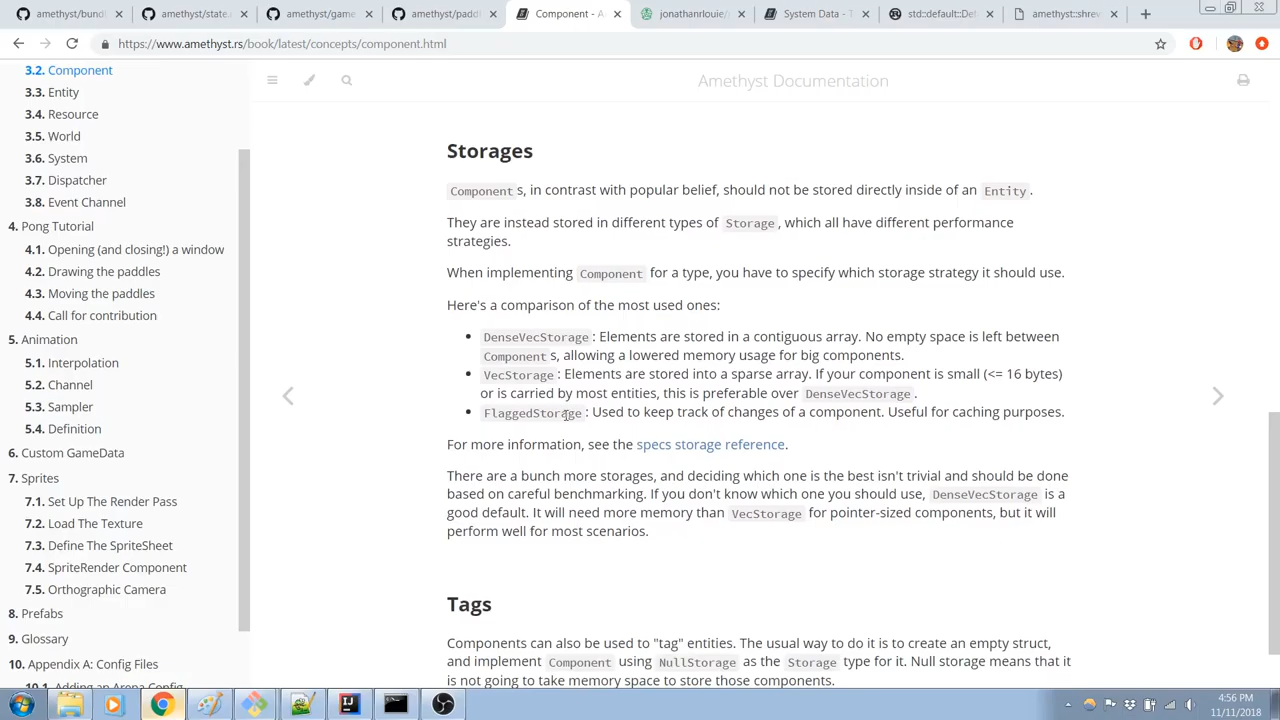 amethyst/bundl
amethyst/state.
amethyst/game
amethyst/paddl
Component - A
jonathanrlouie/p
System Data - T
std::default::Def
amethyst::shrev
https://www.amethyst.rs/book/latest/concepts/component.html
3.2. Component
3.3. Entity
3.4. Resource
3.5. World
3.6. System
3.7. Dispatcher
3.8. Event Channel
4. Pong Tutorial
4.1. Opening (and closing!) a window
4.2. Drawing the paddles
4.3. Moving the paddles
4.4. Call for contribution
5. Animation
5.1. Interpolation
5.2. Channel
5.3. Sampler
5.4. Definition
6. Custom GameData
7. Sprites
7.1. Set Up The Render Pass
7.2. Load The Texture
7.3. Define The SpriteSheet
7.4. SpriteRender Component
7.5. Orthographic Camera
8. Prefabs
9. Glossary
10. Appendix A: Config Files
10.1. Adding an Arena Config
Amethyst Documentation
Storages
Components, in contrast with popular belief, should not be stored directly inside of an Entity.
They are instead stored in different types of Storage, which all have different performance
strategies.
When implementing Component for a type, you have to specify which storage strategy it should use.
Here's a comparison of the most used ones:
• DenseVecStorage: Elements are stored in a contiguous array. No empty space is left between
Components, allowing a lowered memory usage for big components.
• VecStorage: Elements are stored into a sparse array. If your component is small (<= 16 bytes)
or is carried by most entities, this is preferable over DenseVecStorage.
• FlaggedStorage: Used to keep track of changes of a component. Useful for caching purposes.
For more information, see the specs storage reference.
There are a bunch more storages, and deciding which one is the best isn't trivial and should be done
based on careful benchmarking. If you don't know which one you should use, DenseVecStorage is a
good default. It will need more memory than VecStorage for pointer-sized components, but it will
perform well for most scenarios.
Tags
Components can also be used to "tag" entities. The usual way to do it is to create an empty struct,
and implement Component using NullStorage as the Storage type for it. Null storage means that it
is not going to take memory space to store those components.
4:56 PM
11/11/2018